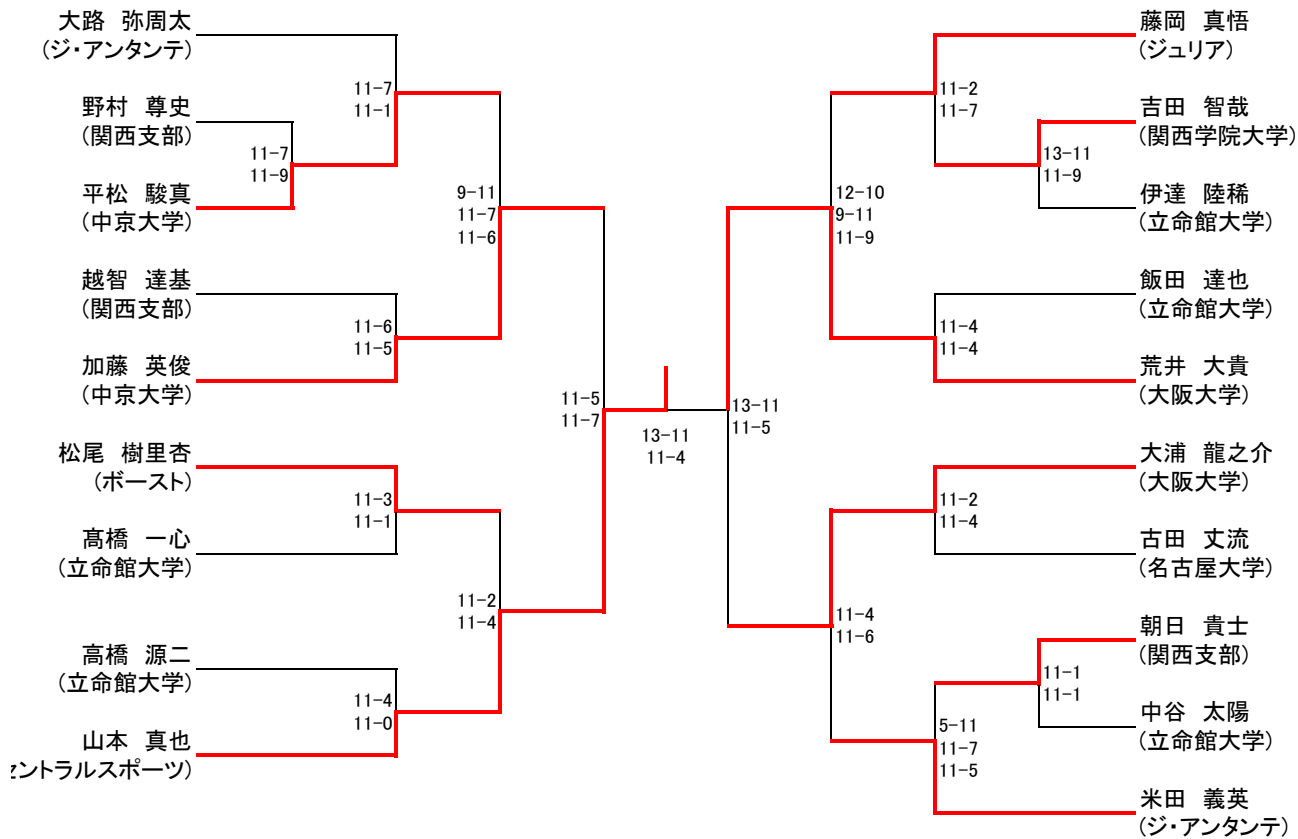 大路 弥周太
(ジ・アンタンテ)
11-7
11-1
野村 尊史
(関西支部)
11-7
11-9
平松 駿真
(中京大学)
9-11
11-7
11-6
越智 達基
(関西支部)
11-6
11-5
加藤 英俊
(中京大学)
11-5
11-7
松尾 樹里杏
(ボースト)
11-3
11-1
髙橋 一心
(立命館大学)
11-2
11-4
高橋 源二
(立命館大学)
11-4
11-0
山本 真也
セントラルスポーツ)
13-11
11-4
藤岡 真悟
(ジュリア)
11-2
11-7
吉田 智哉
(関西学院大学)
13-11
11-9
伊達 陸稀
(立命館大学)
12-10
9-11
11-9
飯田 達也
(立命館大学)
11-4
11-4
荒井 大貴
(大阪大学)
13-11
11-5
大浦 龍之介
(大阪大学)
11-2
11-4
古田 丈流
(名古屋大学)
11-4
11-6
朝日 貴士
(関西支部)
11-1
11-1
中谷 太陽
(立命館大学)
5-11
11-7
11-5
米田 義英
(ジ・アンタンテ)